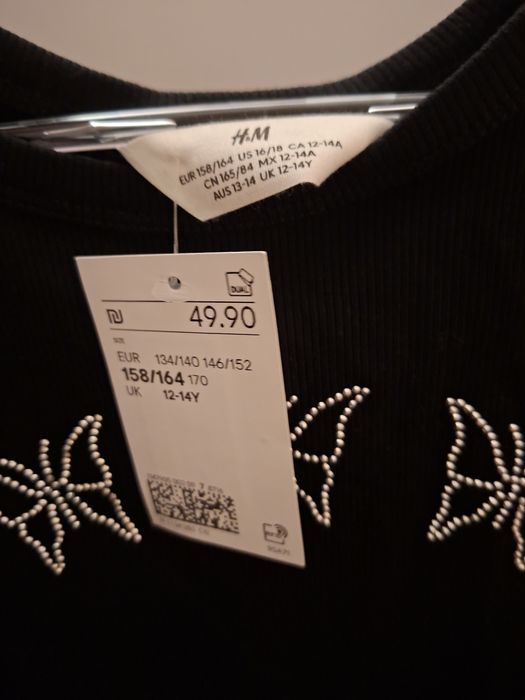 H&M
EUR 158/164 US 16/18 CA 12-14A
CN 165/84 MX 12-14A
AUS 13-14 UK 12-14Y
DUAL
₪ 49.90
SIZE
EUR 134/140 146/152
158/164 170
UK 12-14Y